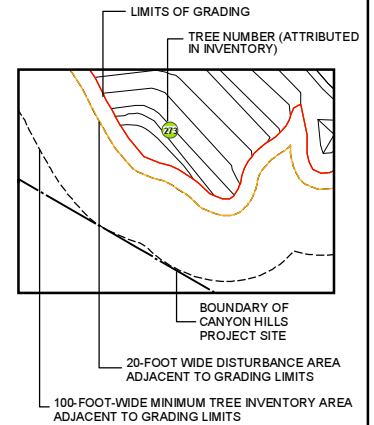 LIMITS OF GRADING
TREE NUMBER (ATTRIBUTED
IN INVENTORY)
273
BOUNDARY OF
CANYON HILLS
PROJECT SITE
20-FOOT WIDE DISTURBANCE AREA
ADJACENT TO GRADING LIMITS
100-FOOT-WIDE MINIMUM TREE INVENTORY AREA
ADJACENT TO GRADING LIMITS